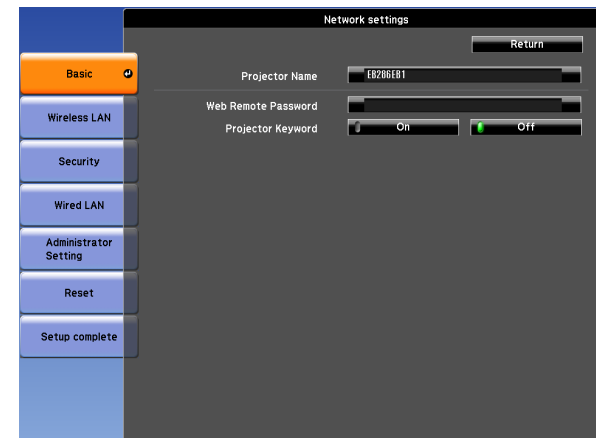 Network settings
Return
Basic
Projector Name
EB286EB1
Wireless LAN
Web Remote Password
Projector Keyword
On
Off
Security
Wired LAN
Administrator
Setting
Reset
Setup complete